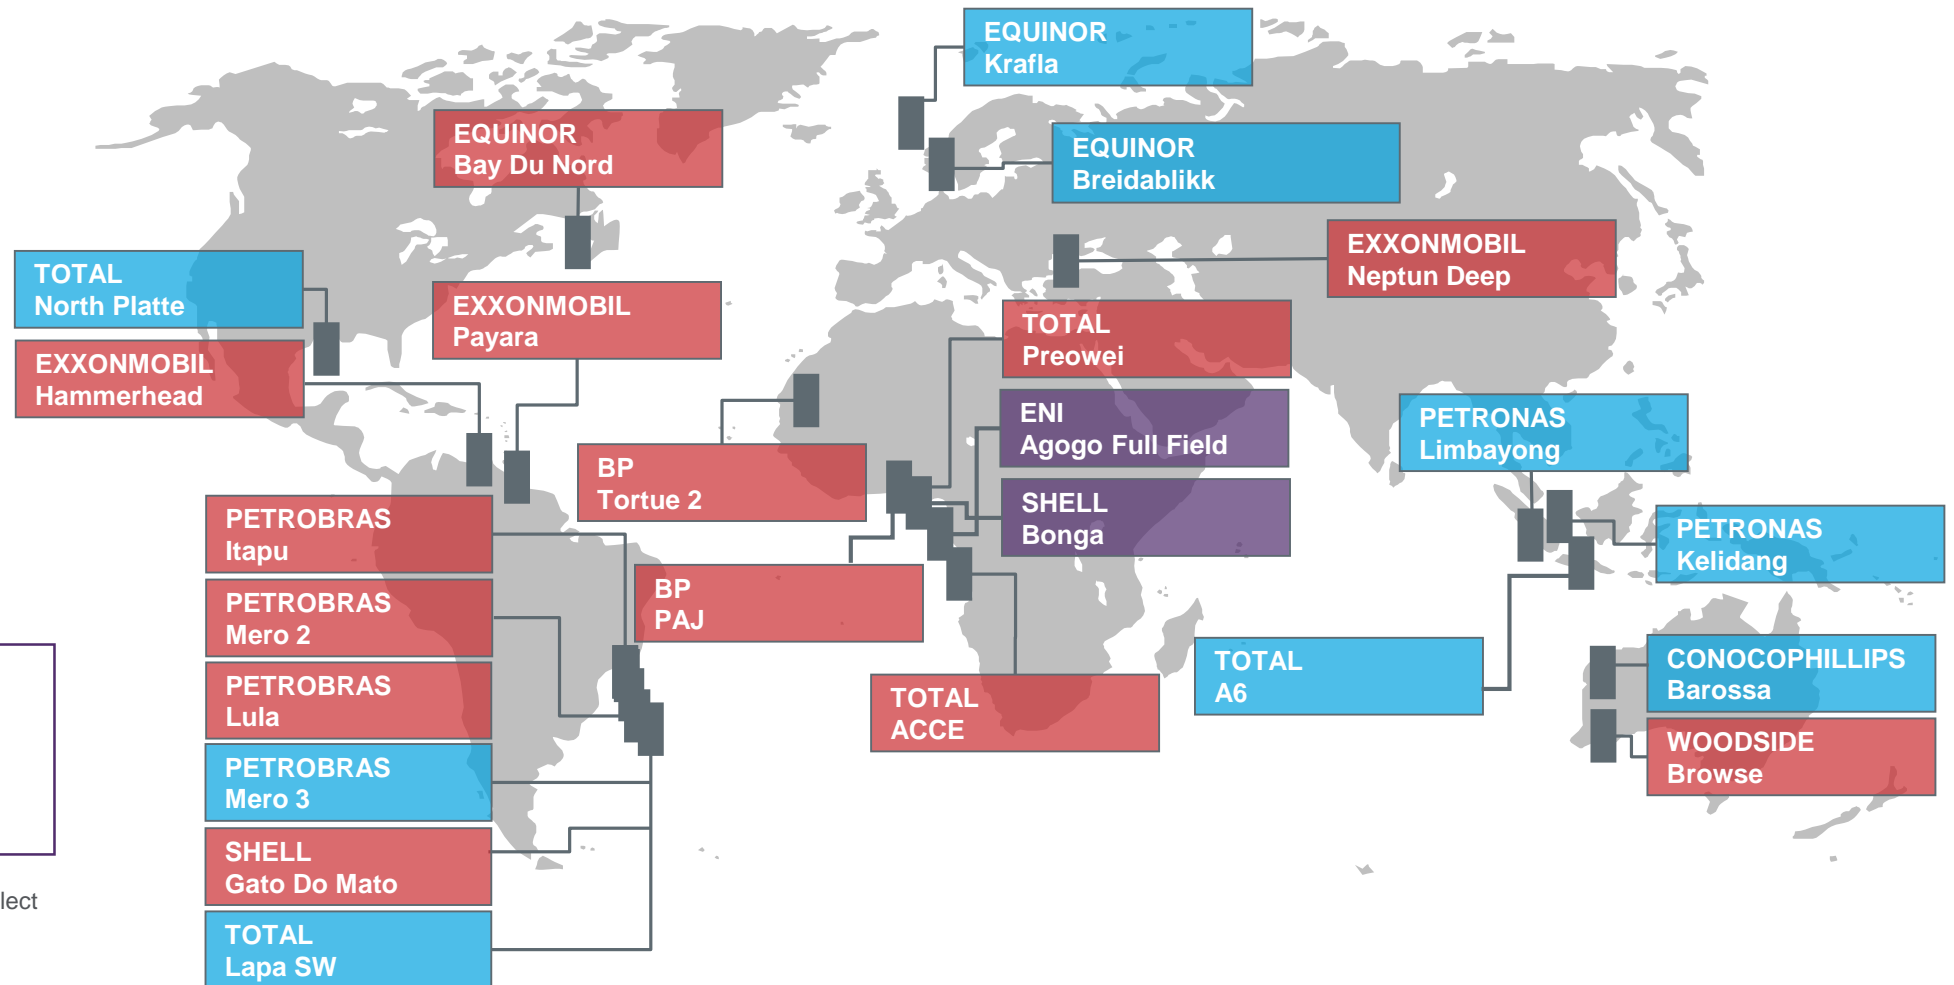 EQUINOR
Krafla
EQUINOR
Bay Du Nord
EQUINOR
Breidablikk
EXXONMOBIL
Neptun Deep
TOTAL
North Platte
EXXONMOBIL
Payara
TOTAL
Preowei
EXXONMOBIL
Hammerhead
ENI
Agogo Full Field
PETRONAS
Limbayong
BP
Tortue 2
SHELL
Bonga
PETROBRAS
Itapu
PETRONAS
Kelidang
BP
PAJ
PETROBRAS
Mero 2
TOTAL
A6
CONOCOPHILLIPS
Barossa
PETROBRAS
Lula
TOTAL
ACCE
WOODSIDE
Browse
PETROBRAS
Mero 3
SHELL
Gato Do Mato
lect
TOTAL
Lapa SW